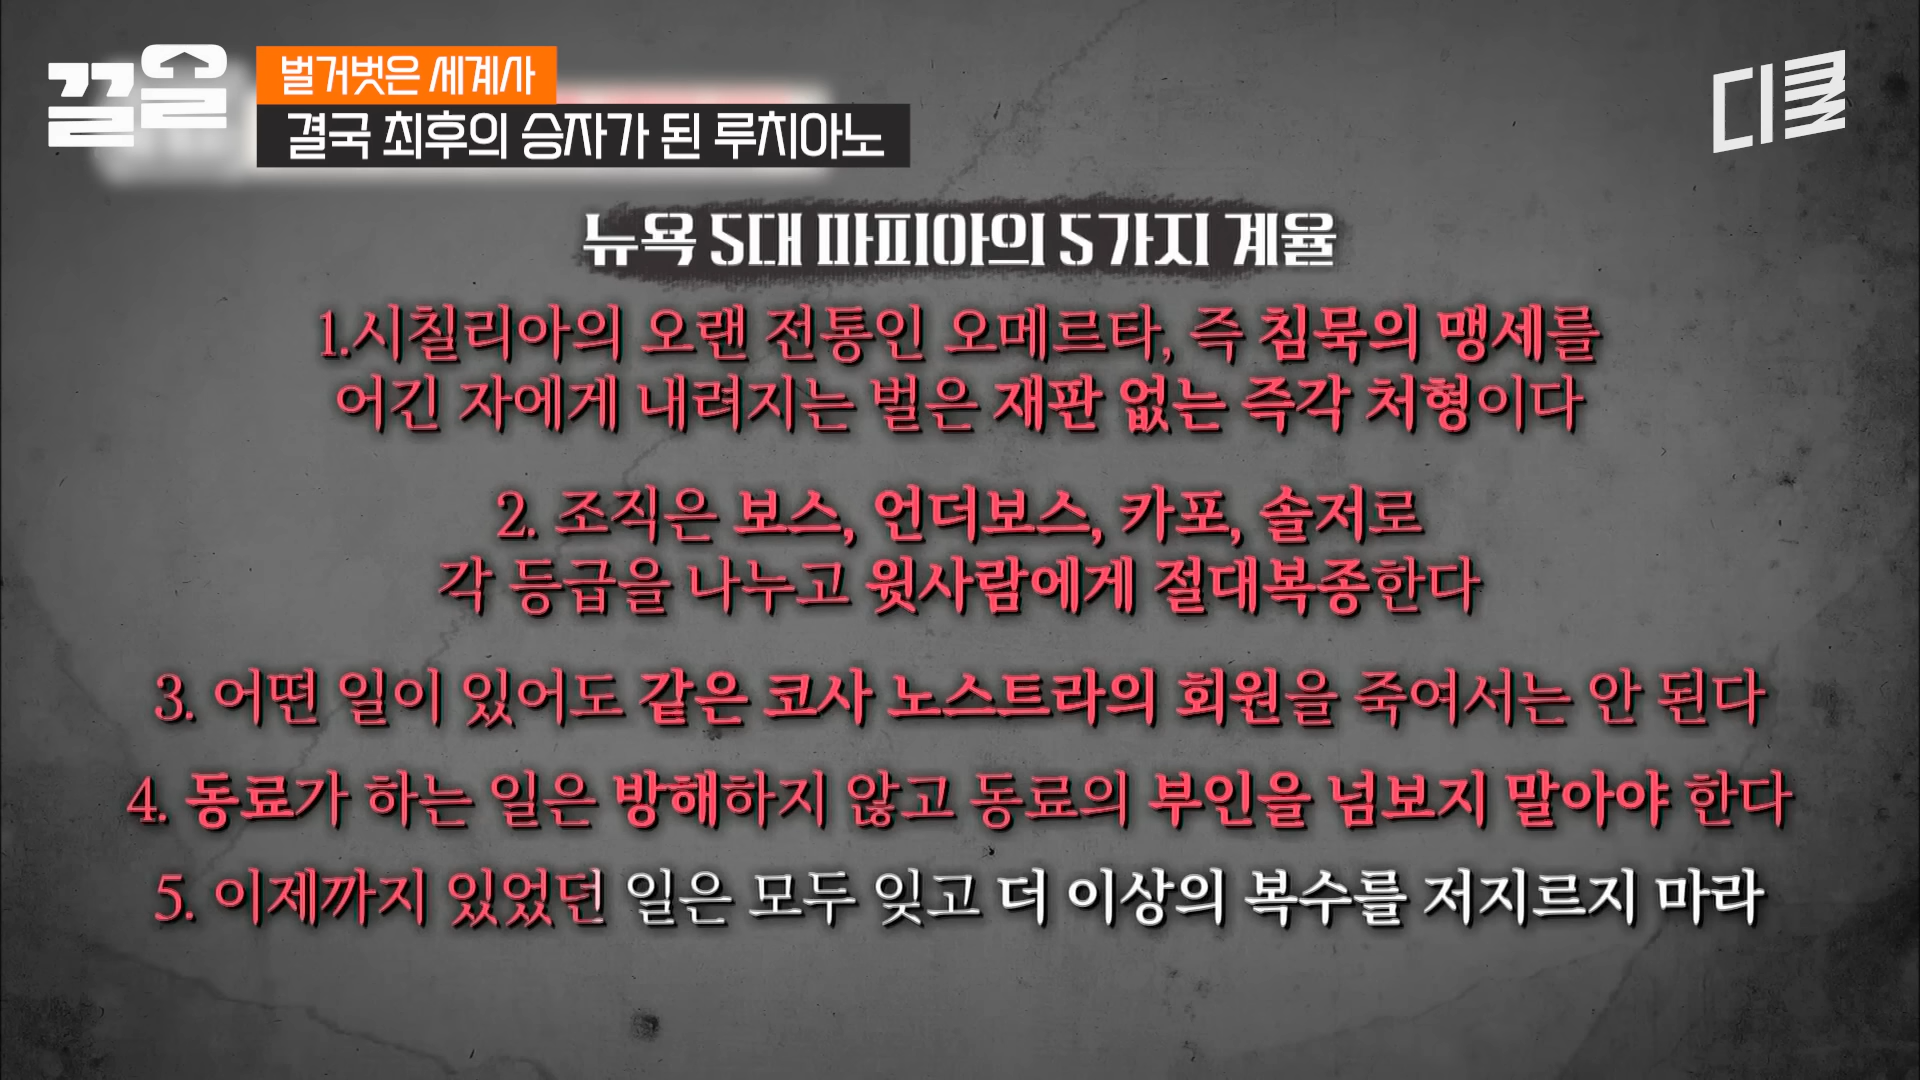 끌올
벌거벗은 세계사
결국 최후의 승자가 된 루치아노
디글
뉴욕 5대 마피아의 5가지 계율
1.시칠리아의 오랜 전통인 오메르타, 즉 침묵의 맹세를
어긴 자에게 내려지는 벌은 재판 없는 즉각 처형이다
2. 조직은 보스, 언더보스, 카포, 솔저로
각 등급을 나누고 윗사람에게 절대복종한다
3. 어떤 일이 있어도 같은 코사 노스트라의 회원을 죽여서는 안 된다
4. 동료가 하는 일은 방해하지 않고 동료의 부인을 넘보지 말아야 한다
5. 이제까지 있었던 일은 모두 잊고 더 이상의 복수를 저지르지 마라